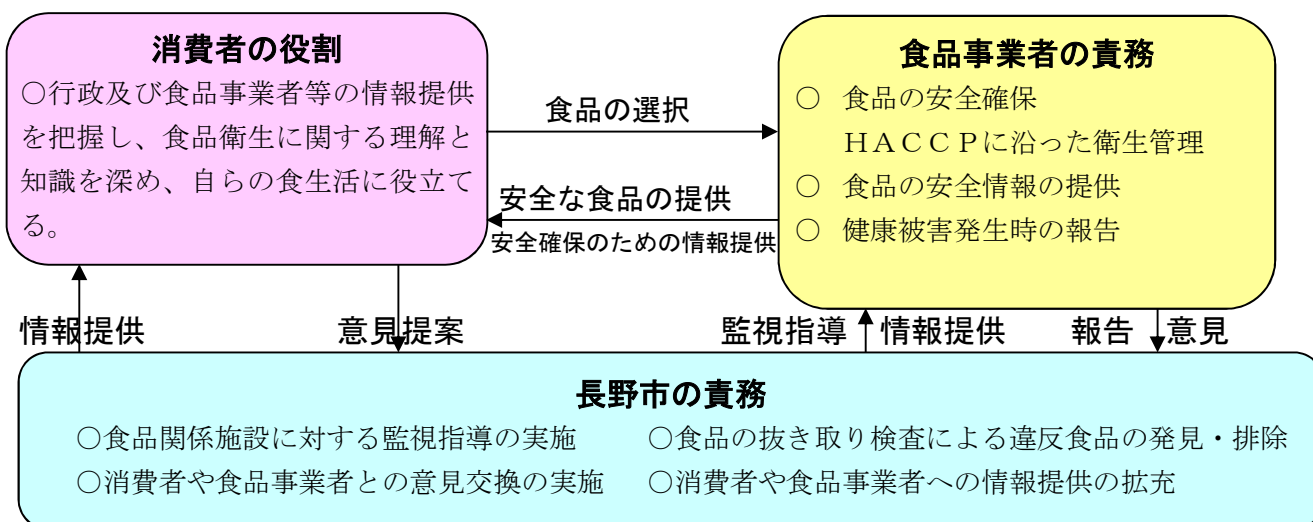 消費者の役割
○行政及び食品事業者等の情報提供
を把握し、食品衛生に関する理解と
知識を深め、自らの食生活に役立て
る。
食品の選択
安全な食品の提供
安全確保のための情報提供
食品事業者の責務
○ 食品の安全確保
HACCPに沿った衛生管理
○ 食品の安全情報の提供
○ 健康被害発生時の報告
情報提供
意見提案
監視指導 情報提供
報告 意見
長野市の責務
○食品関係施設に対する監視指導の実施 ○食品の抜き取り検査による違反食品の発見・排除
○消費者や食品事業者との意見交換の実施 ○消費者や食品事業者への情報提供の拡充